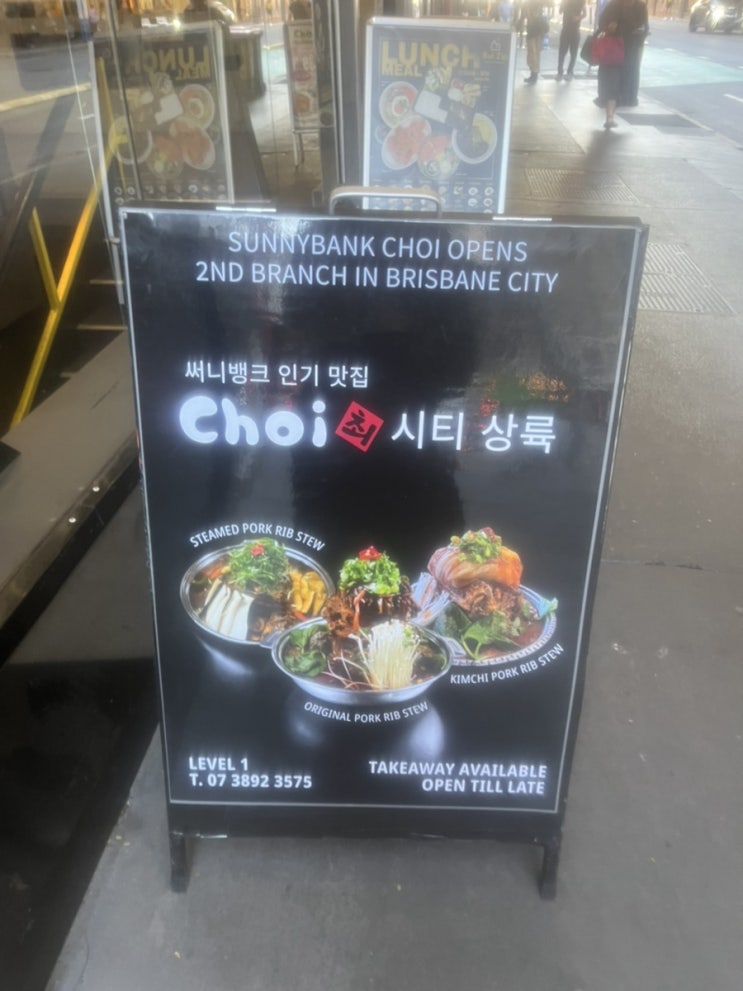 LUNCH
MEAL
SUNNYBANK CHOI OPENS
2ND BRANCH IN BRISBANE CITY
써니뱅크 인기 맛집
Choi 최 시티 상륙
STEAMED PORK RIB STEW
KIMCHI PORK RIB STEW
ORIGINAL PORK RIB STEW
LEVEL 1
T. 07 3892 3575
TAKEAWAY AVAILABLE
OPEN TILL LATE